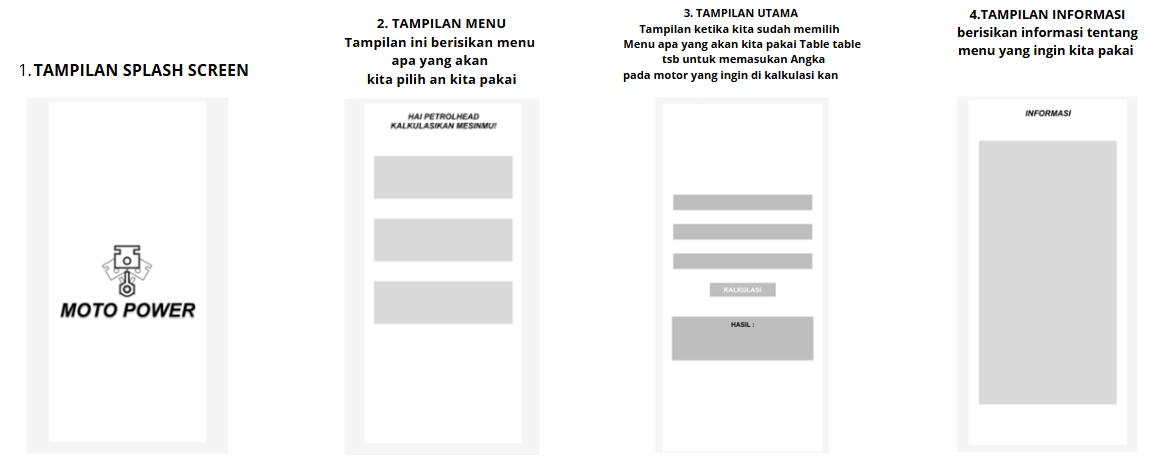 1. TAMPILAN SPLASH SCREEN
MOTO POWER
2. TAMPILAN MENU
Tampilan ini berisikan menu
apa yang akan
kita pilih an kita pakai
HAI PETROLHEAD
KALKULASIKAN MESINMU!
3. TAMPILAN UTAMA
Tampilan ketika kita sudah memilih
Menu apa yang akan kita pakai Table table
tsb untuk memasukan Angka
pada motor yang ingin di kalkulasi kan
KALKULASI
HASIL :
4.TAMPILAN INFORMASI
berisikan informasi tentang
menu yang ingin kita pakai
INFORMASI